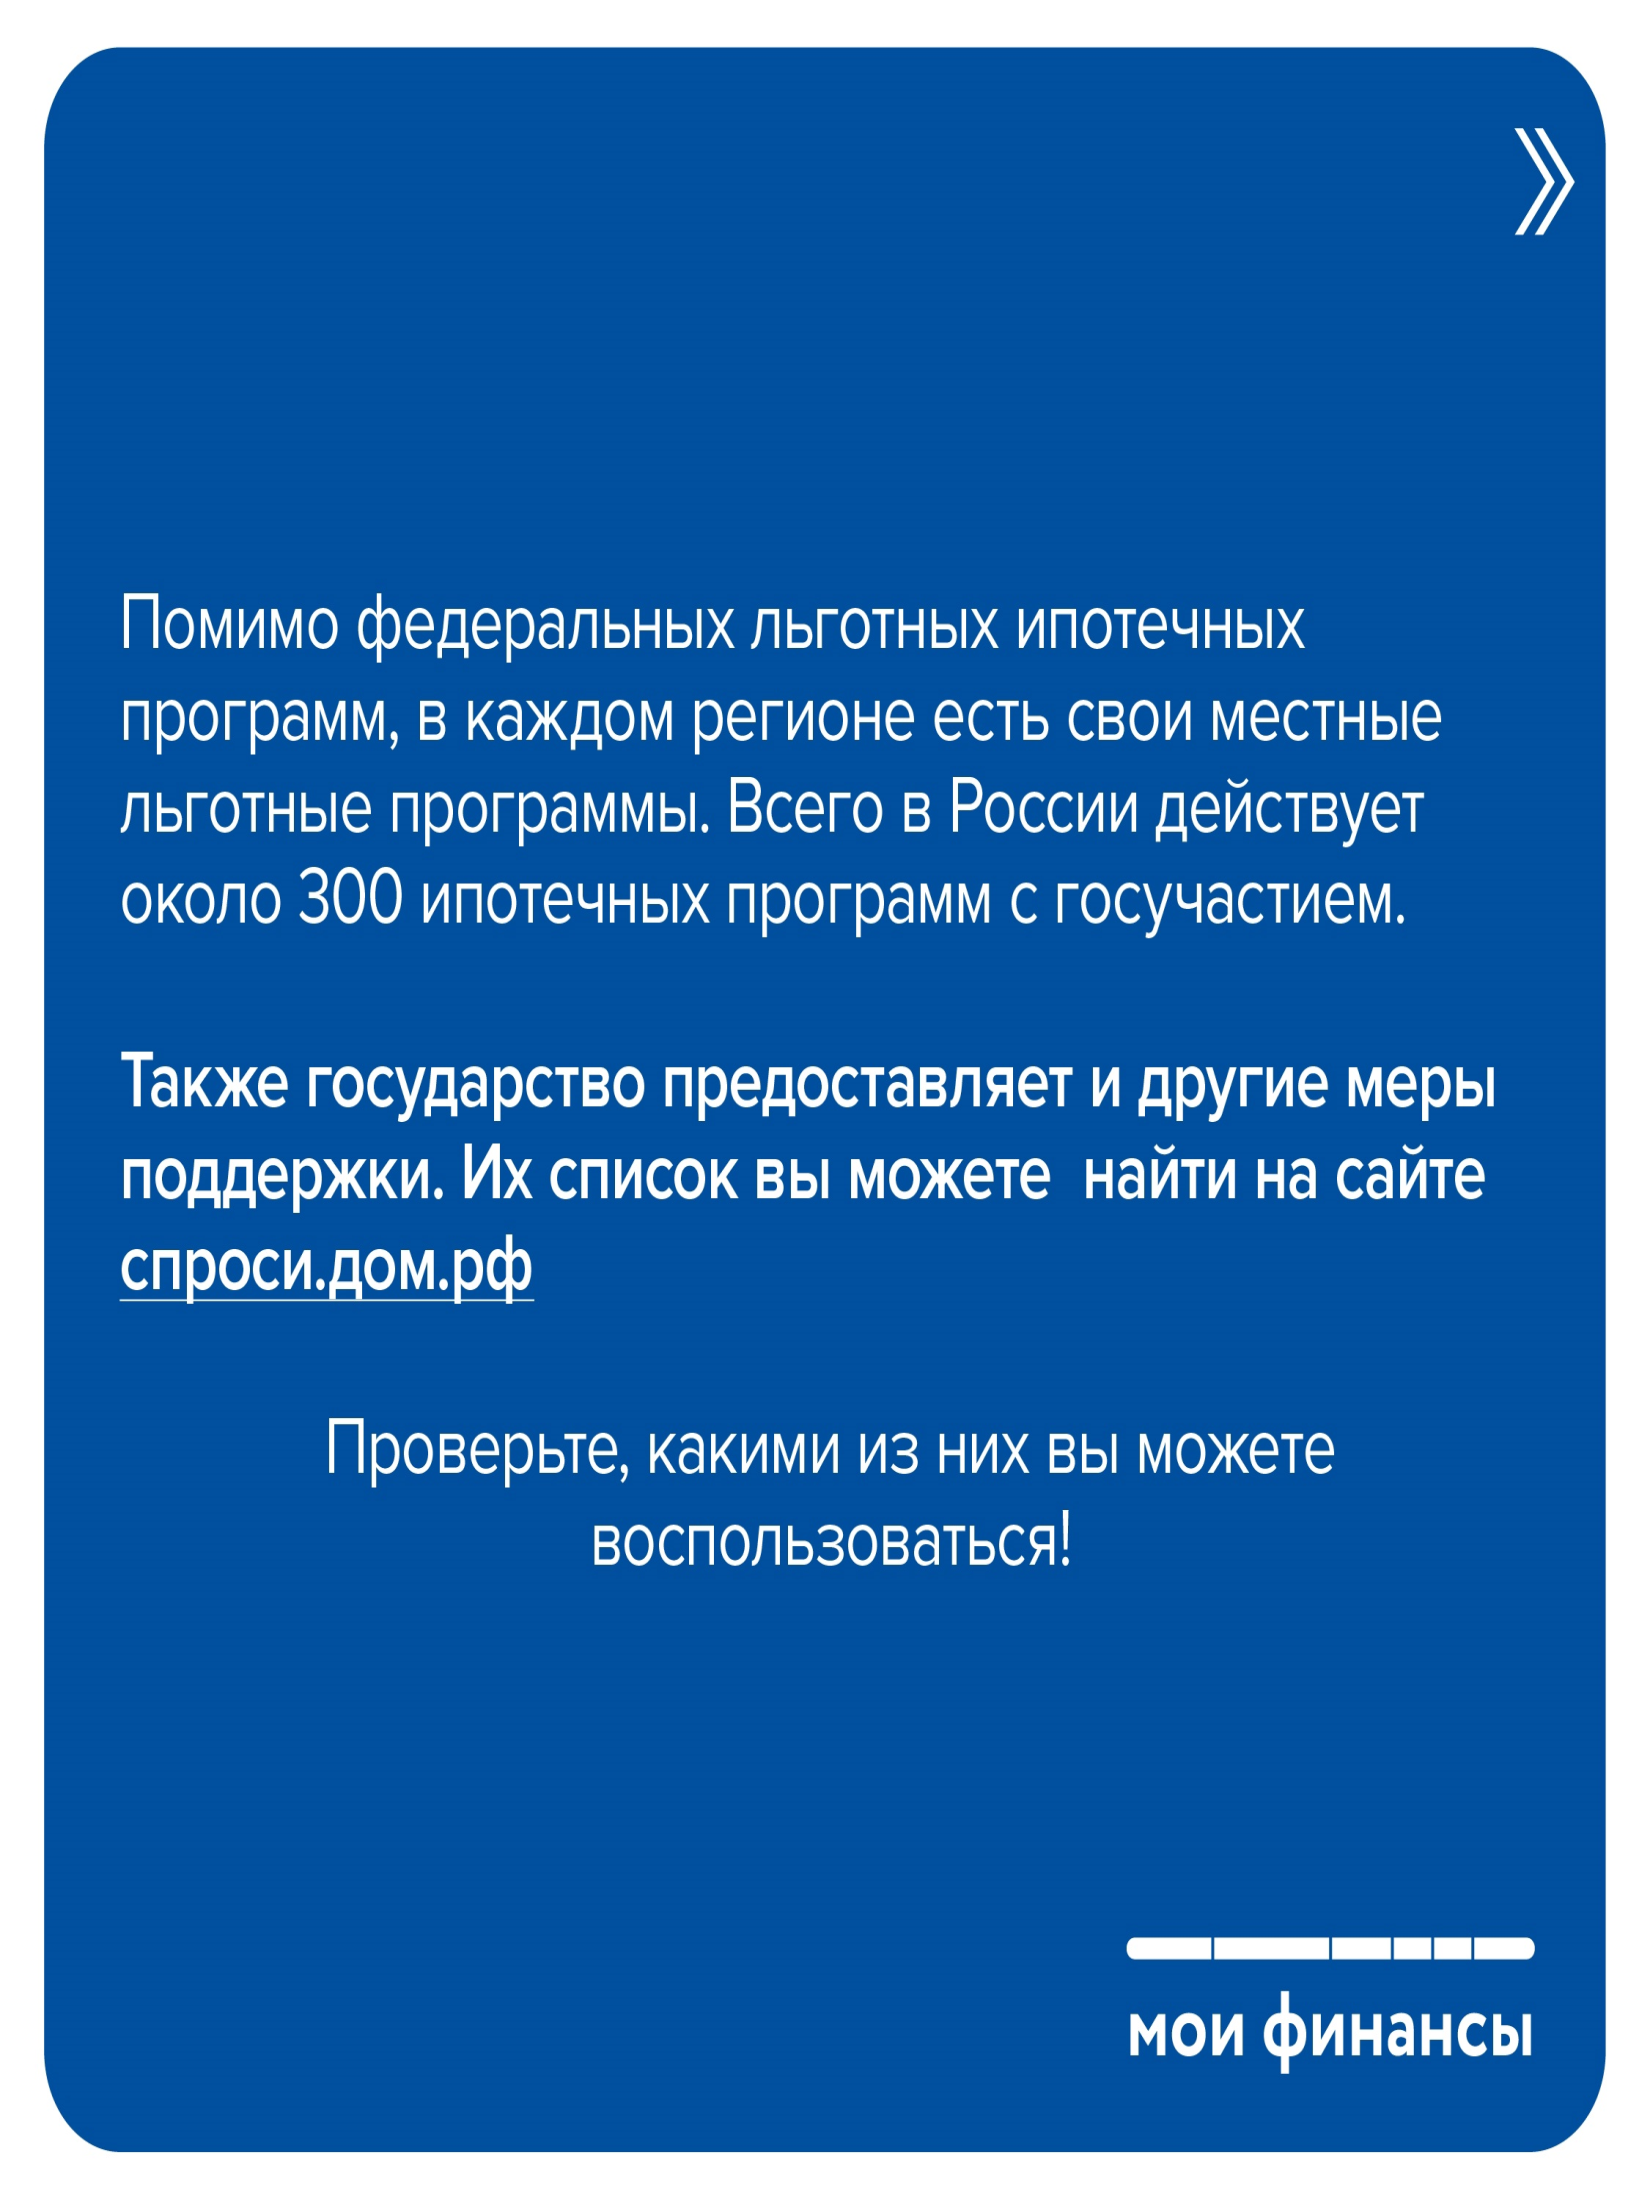 Помимо федеральных льготных ипотечных
программ, в каждом регионе есть свои местные
льготные программы. Всего в России действует
около 300 ипотечных программ с госучастием.
Также государство предоставляет и другие меры
поддержки. Их список вы можете  найти на сайте
спроси.дом.рф
Проверьте, какими из них вы можете
воспользоваться!
мои финансы